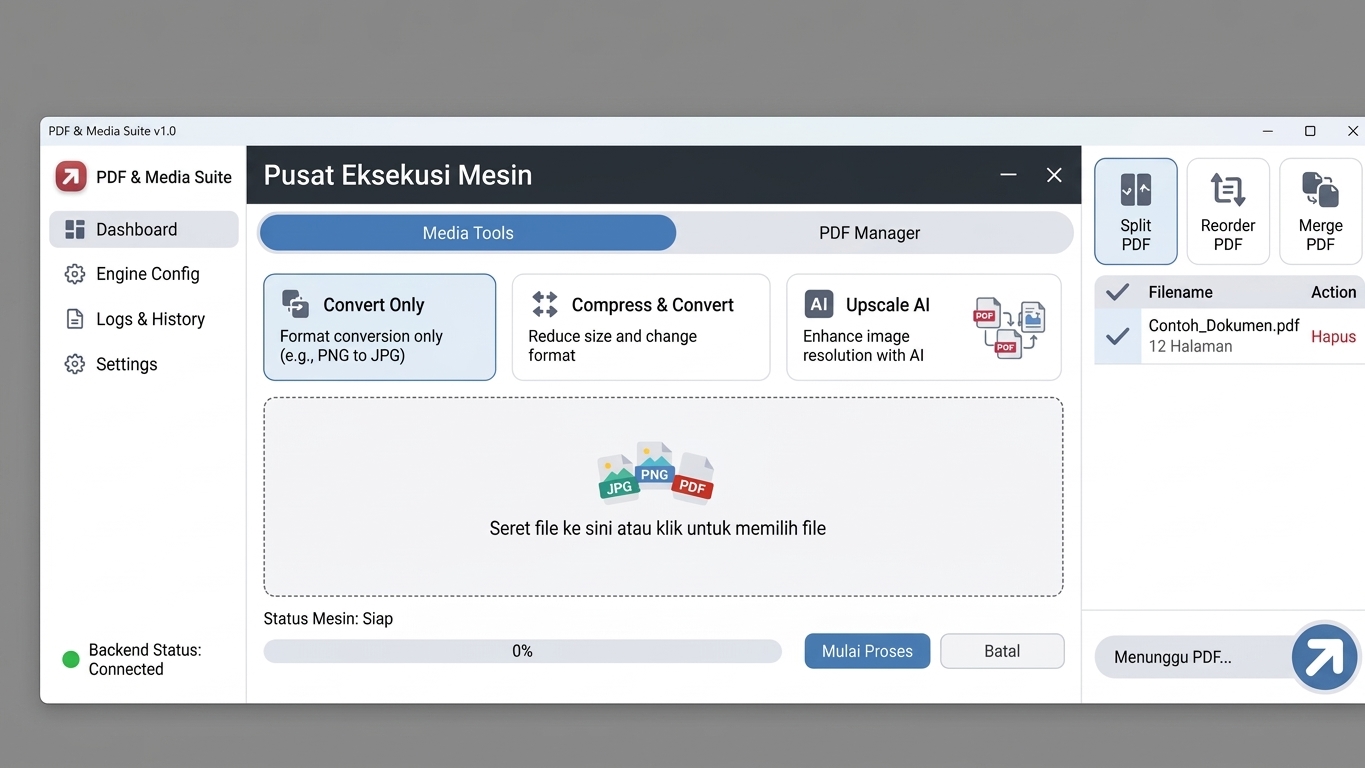 PDF & Media Suite v1.0
PDF & Media Suite
Dashboard
Engine Config
Logs & History
Settings
Backend Status:
Connected
Pusat Eksekusi Mesin
Media Tools
PDF Manager
Convert Only
Format conversion only
(e.g., PNG to JPG)
Compress & Convert
Reduce size and change
format
AI
Upscale AI
Enhance image
resolution with AI
POF
POF
JPG
PNG
PDF
Seret file ke sini atau klik untuk memilih file
Status Mesin: Siap
0%
Mulai Proses
Batal
Split
PDF
Reorder
PDF
Merge
PDF
Filename
Action
Contoh_Dokumen.pdf
12 Halaman
Hapus
Menunggu PDF...